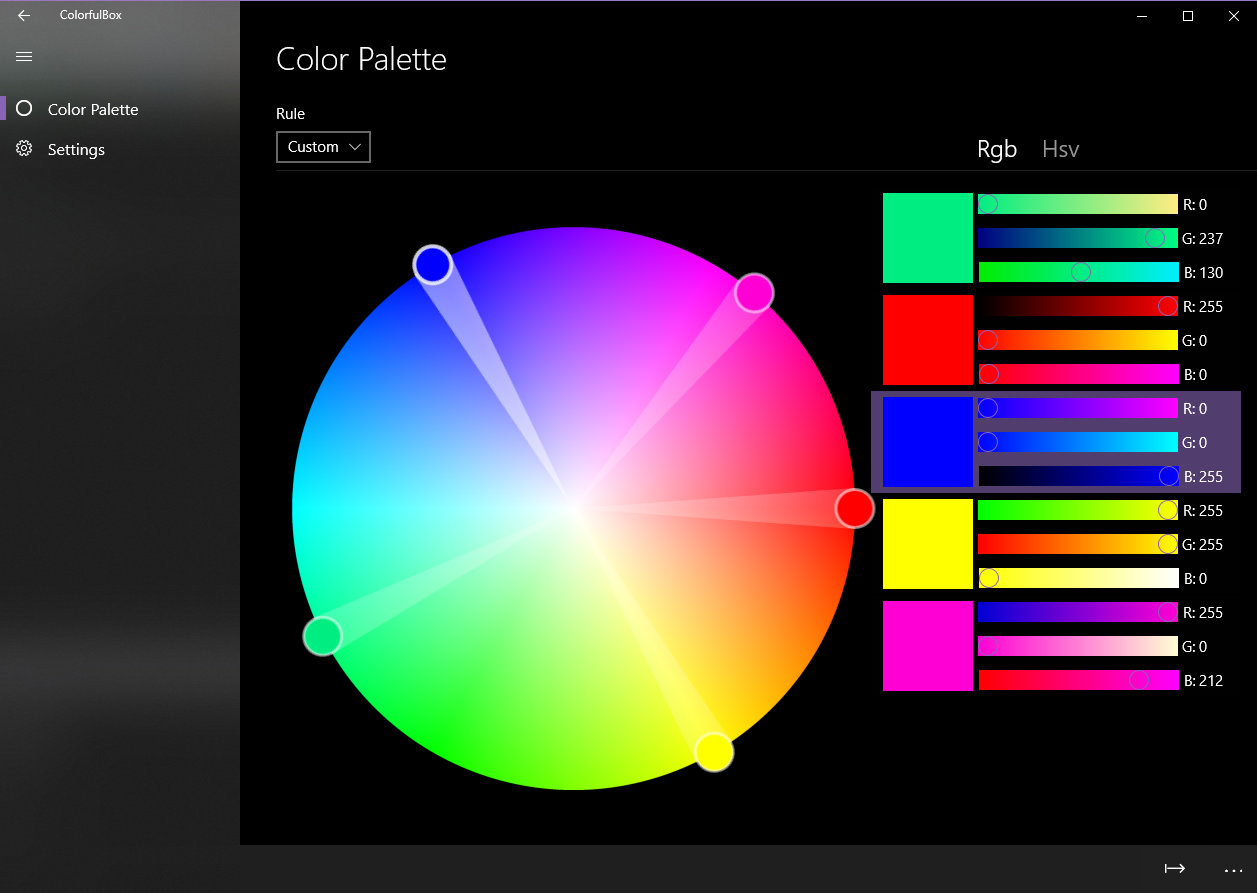 ColorfulBox
Color Palette
Settings
Color Palette
Rule
Custom
Rgb Hsv
R: 0
G: 237
B: 130
R: 255
G: 0
B: 0
R: 0
G: 0
B: 255
R: 255
G: 255
B: 0
R: 255
G: 0
B: 212